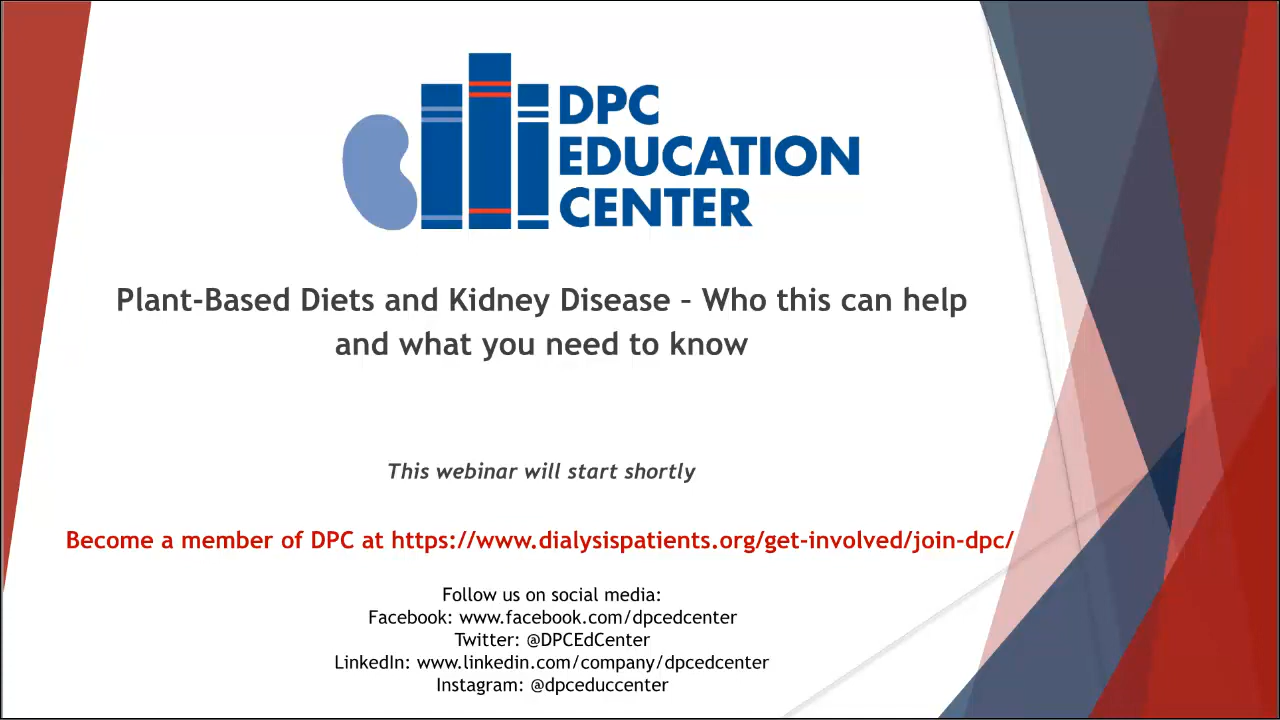 DPC
EDUCATION
CENTER
Plant-Based Diets and Kidney Disease – Who this can help
and what you need to know
This webinar will start shortly
Become a member of DPC at https://www.dialysispatients.org/get-involved/join-dpc/
Follow us on social media:
Facebook: www.facebook.com/dpcedcenter
Twitter: @DPCEdCenter
LinkedIn: www.linkedin.com/company/dpcedcenter
Instagram: @dpceduccenter